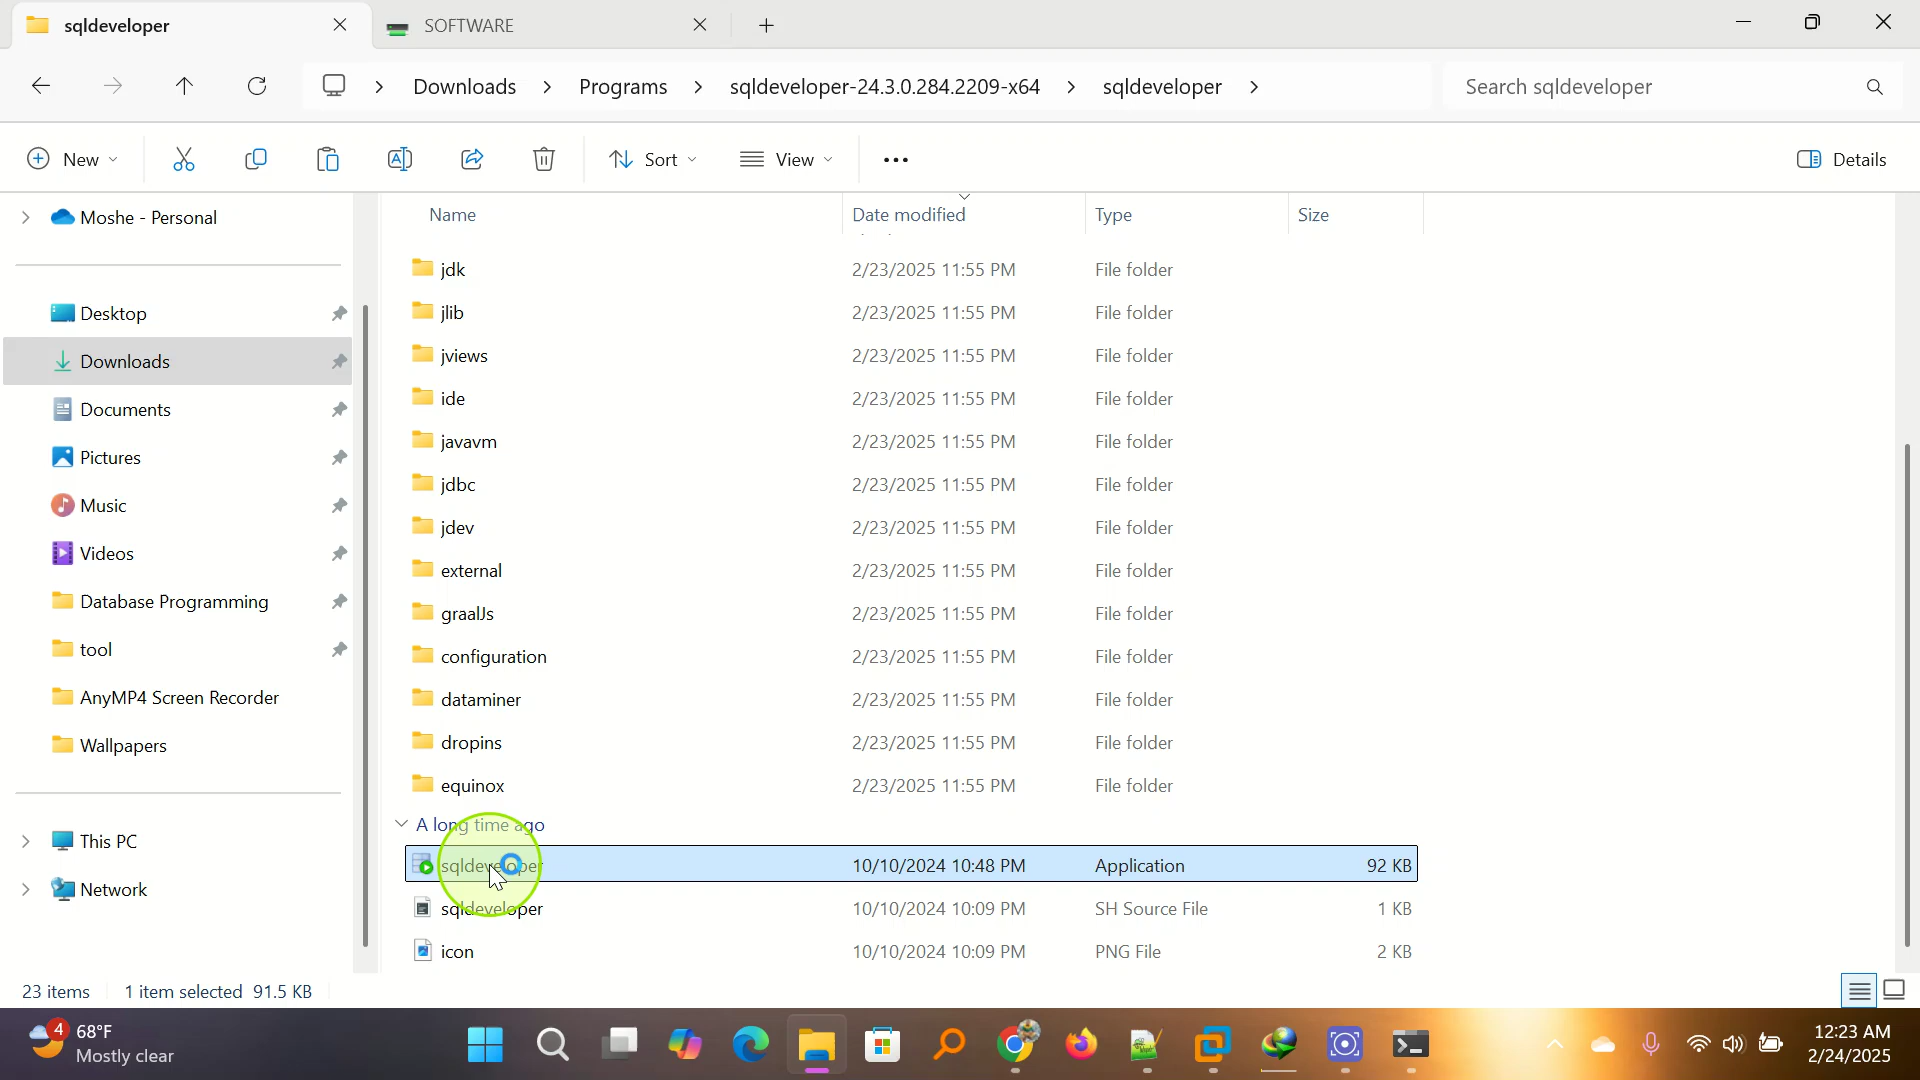 sqldeveloper
SOFTWARE
Downloads > Programs > sqldeveloper-24.3.0.284.2209-x64 > sqldeveloper >
Search sqldeveloper
New
Sort
View
Details
Moshe - Personal
Desktop
Downloads
Documents
Pictures
Music
Videos
Database Programming
tool
AnyMP4 Screen Recorder
Wallpapers
This PC
Network
Name Date modified Type Size
jdk 2/23/2025 11:55 PM File folder
jlib 2/23/2025 11:55 PM File folder
jviews 2/23/2025 11:55 PM File folder
ide 2/23/2025 11:55 PM File folder
javavm 2/23/2025 11:55 PM File folder
jdbc 2/23/2025 11:55 PM File folder
jdev 2/23/2025 11:55 PM File folder
external 2/23/2025 11:55 PM File folder
graalJs 2/23/2025 11:55 PM File folder
configuration 2/23/2025 11:55 PM File folder
dataminer 2/23/2025 11:55 PM File folder
dropins 2/23/2025 11:55 PM File folder
equinox 2/23/2025 11:55 PM File folder
A long time ago
sqldeveloper 10/10/2024 10:48 PM Application 92 KB
sqldeveloper 10/10/2024 10:09 PM SH Source File 1 KB
icon 10/10/2024 10:09 PM PNG File 2 KB
23 items 1 item selected 91.5 KB
4
68°F
Mostly clear
12:23 AM
2/24/2025